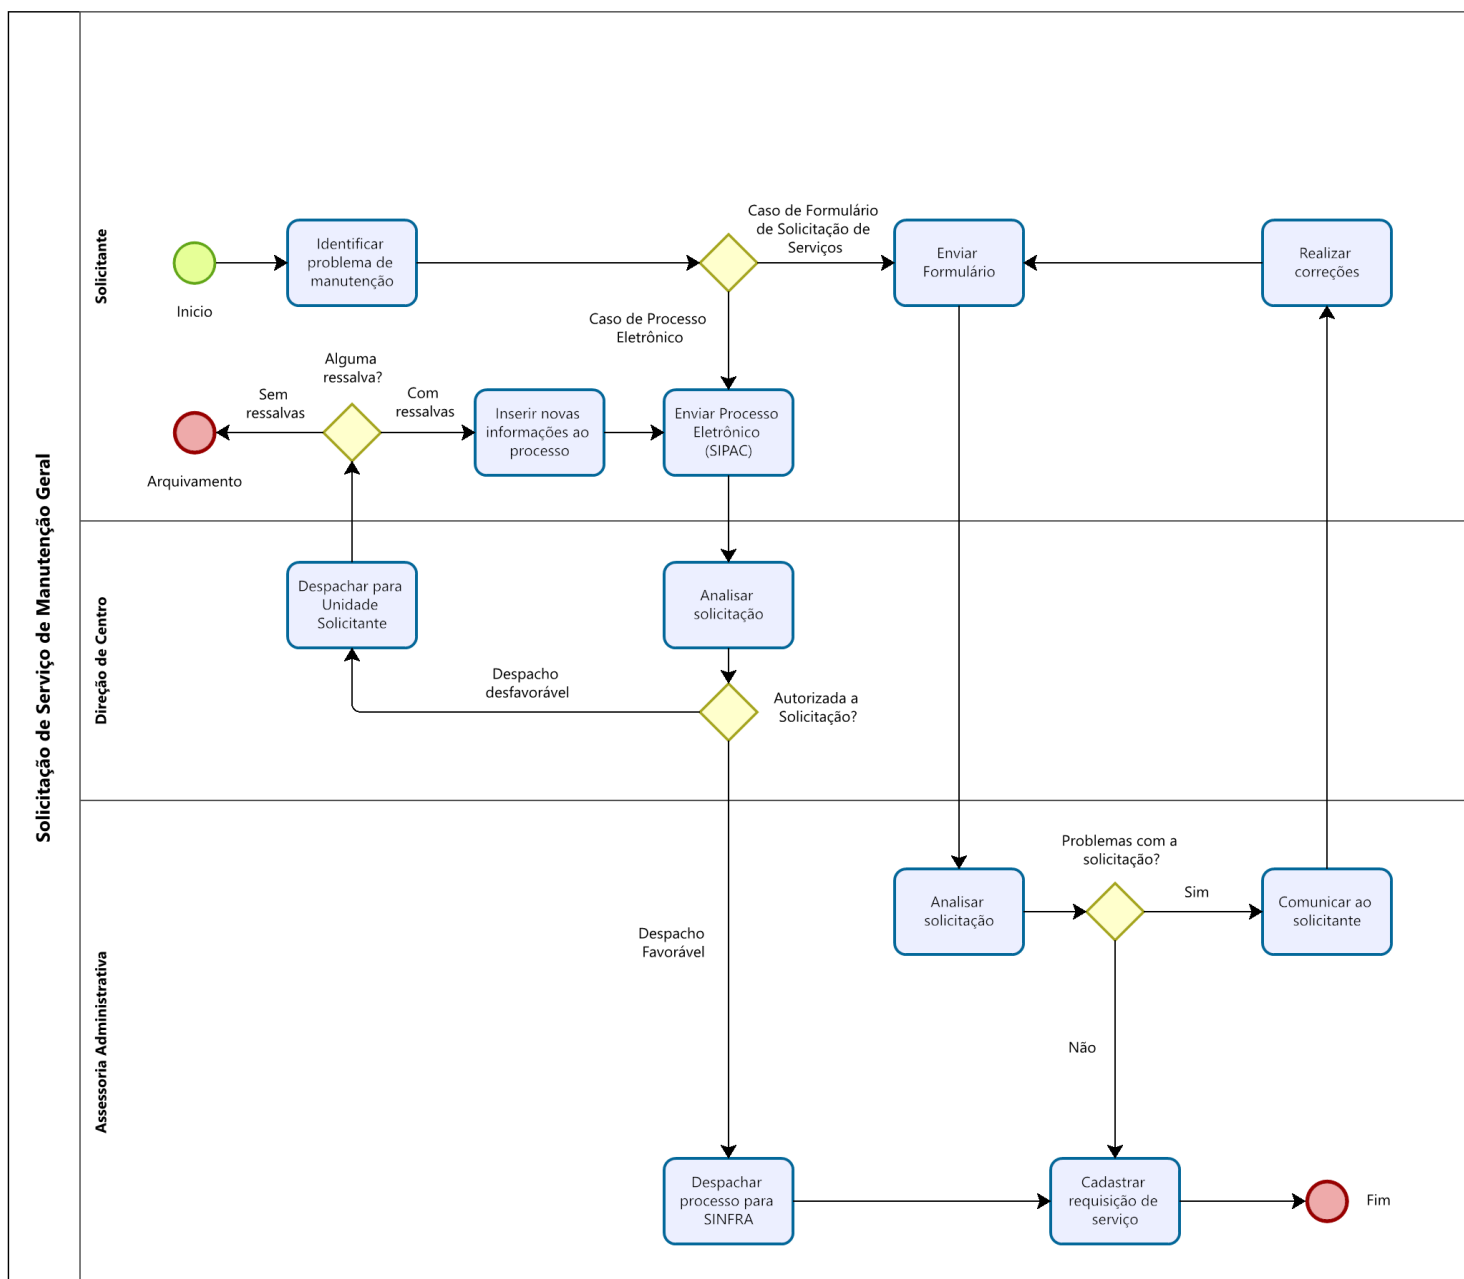 Solicitação de Serviço de Manutenção Geral
Solicitante
Inicio
Identificar
problema de
manutenção
Caso de Formulário
de Solicitação de
Serviços
Caso de Processo
Eletrônico
Enviar
Formulário
Realizar
correções
Arquivamento
Sem
ressalvas
Alguma
ressalva?
Com
ressalvas
Inserir novas
informações ao
processo
Enviar Processo
Eletrônico
(SIPAC)
Direção de Centro
Despachar para
Unidade
Solicitante
Analisar
solicitação
Despacho
desfavorável
Autorizada a
Solicitação?
Assessoria Administrativa
Despacho
Favorável
Analisar
solicitação
Problemas com a
solicitação?
Sim
Comunicar ao
solicitante
Não
Despachar
processo para
SINFRA
Cadastrar
requisição de
serviço
Fim